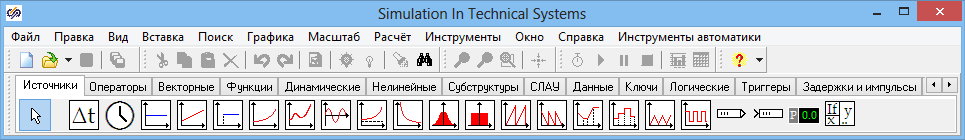 Simulation In Technical Systems
Файл Правка Вид Вставка Поиск Графика Масштаб Расчёт Инструменты Окно Справка Инструменты автоматики
Источники Операторы Векторные Функции Динамические Нелинейные Субструктуры СЛАУ Данные Ключи Логические Триггеры Задержки и импульсы
Δt P 0.0 If x y